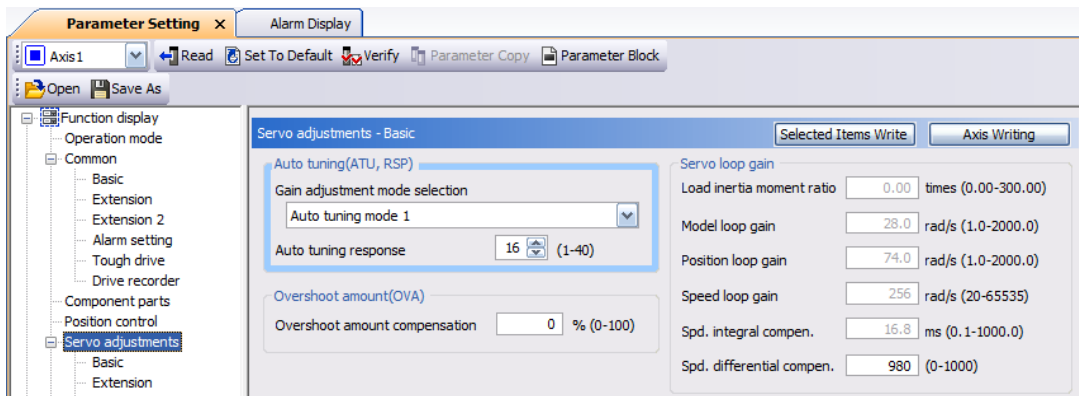 Parameter Setting X Alarm Display
Axis1 Read Set To Default Verify Parameter Copy Parameter Block
Open Save As
Function display
Operation mode
Common
Basic
Extension
Extension 2
Alarm setting
Tough drive
Drive recorder
Component parts
Position control
Servo adjustments
Basic
Extension
Servo adjustments - Basic Selected Items Write Axis Writing
Auto tuning(ATU, RSP)
Gain adjustment mode selection
Auto tuning mode 1
Auto tuning response 16 (1-40)
Overshoot amount(OVA)
Overshoot amount compensation 0 % (0-100)
Servo loop gain
Load inertia moment ratio 0.00 times (0.00-300.00)
Model loop gain 28.0 rad/s (1.0-2000.0)
Position loop gain 74.0 rad/s (1.0-2000.0)
Speed loop gain 256 rad/s (20-65535)
Spd. integral compen. 16.8 ms (0.1-1000.0)
Spd. differential compen. 980 (0-1000)